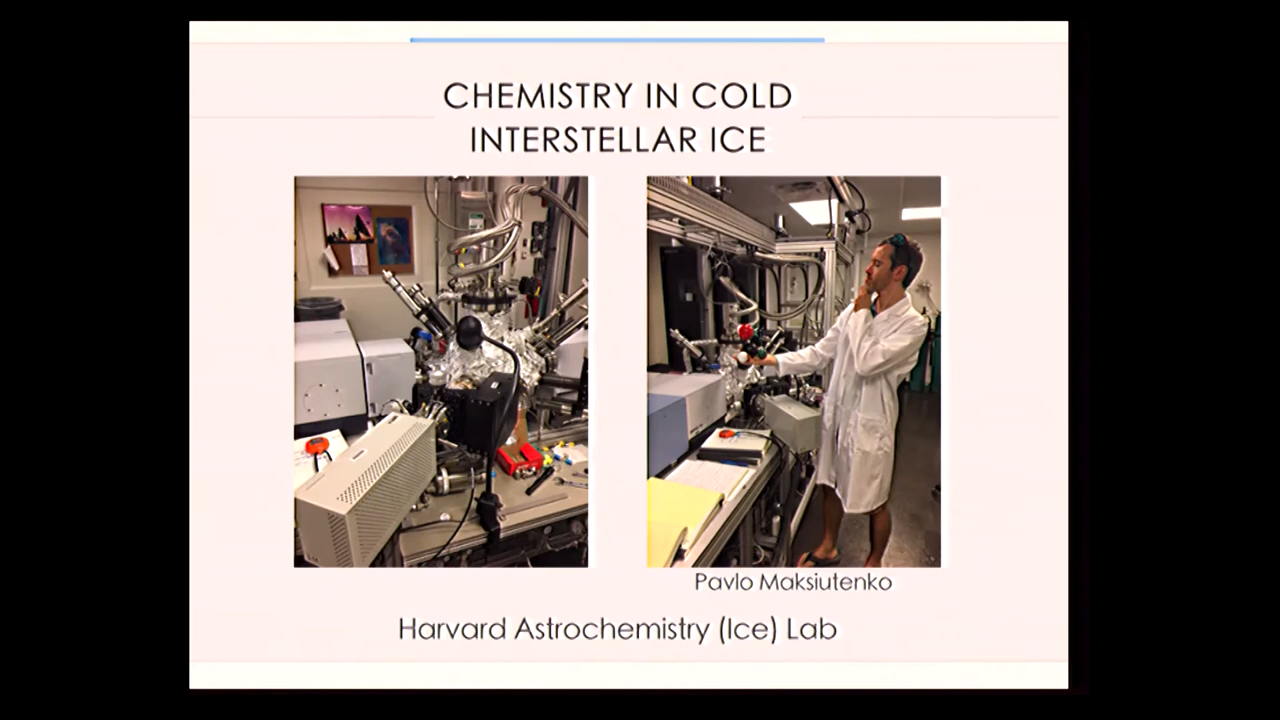 CHEMISTRY IN COLD
INTERSTELLAR ICE
Pavlo Maksiutenko
Harvard Astrochemistry (Ice) Lab